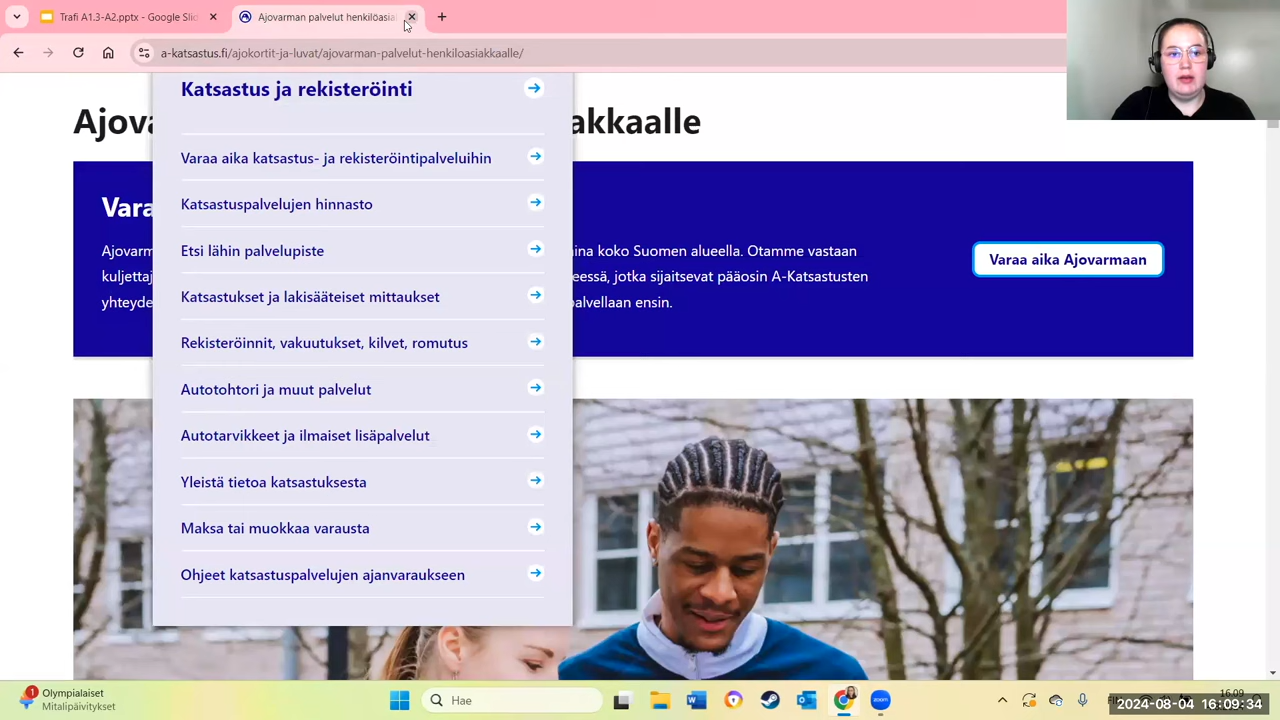 Trafi A1.3-A2.pptx - Google Sli
Ajovarman palvelut henkilöasia
a-katsastus.fi/ajokortit-ja-luvat/ajovarman-palvelut-henkiloasiakkaalle/
Katsastus ja rekisteröinti
Ajova
akkaalle
Varaa aika katsastus- ja rekisteröintipalveluihin
Katsastuspalvelujen hinnasto
Etsi lähin palvelupiste
Katsastukset ja lakisääteiset mittaukset
Rekisteröinnit, vakuutukset, kilvet, romutus
Autotohtori ja muut palvelut
Autotarvikkeet ja ilmaiset lisäpalvelut
Yleistä tietoa katsastuksesta
Maksa tai muokkaa varausta
Ohjeet katsastuspalvelujen ajanvaraukseen
Vara
Ajovarm
ina koko Suomen alueella. Otamme vastaan
kuljettaj
eessä, jotka sijaitsevat pääosin A-Katsastusten
yhteyde
palvellaan ensin.
Varaa aika Ajovarmaan
1
Olympialaiset
Mitalipäivitykset
Hae
zoom
16.09
2024-08-04 16:09:34